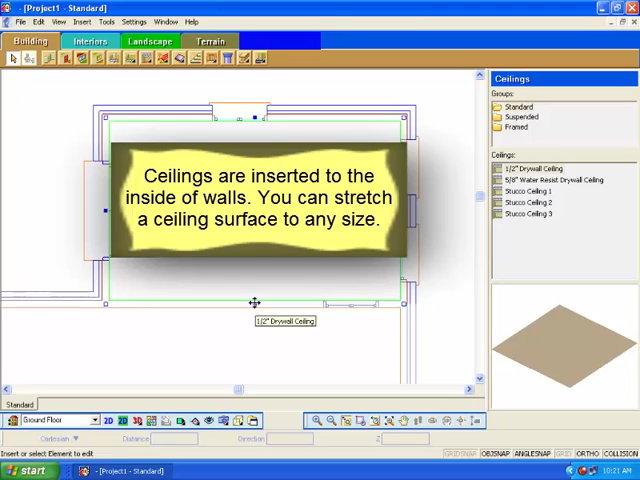 - [Project1 - Standard]
File Edit View Insert Tools Settings Window
Building Interiors Landscape Terrain
Ceilings
Groups:
Standard
Suspended
Framed
Ceilings:
1/2" Drywall Ceiling
5/8" Water Resist Drywall Ceiling
Stucco Ceiling 1
Stucco Ceiling 2
Stucco Ceiling 3
Ceilings are inserted to the
inside of walls. You can stretch
a ceiling surface to any size.
1/2" Drywall Ceiling
Standard
Ground Floor 2D 2D 3D
Cartesian Distance Direction Z
Insert or select Element to edit GRIDSNAP OBJSNAP ANGLESNAP GRID ORTHO COLLISION
start - [Project1 - Standard] 10:21 AM